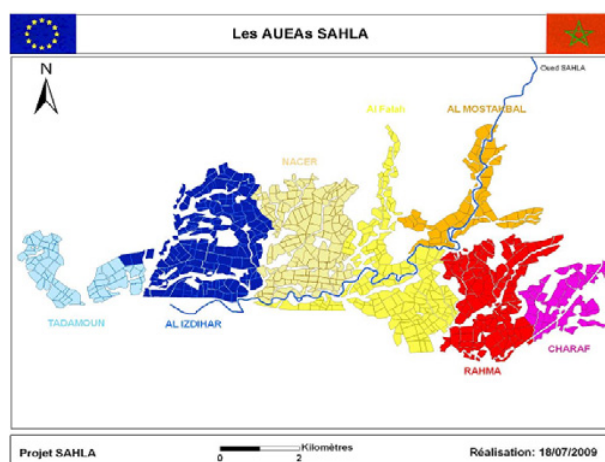 Les AUEAs SAHLA
N
Oued SAHLA
Al Fatah
AL MOSTAKBAL
NACER
TADAMOUN
AL IZDIHAR
CHARAF
RAHMA
Projet SAHLA
0 2 Kilomètres
Réalisation: 18/07/2009